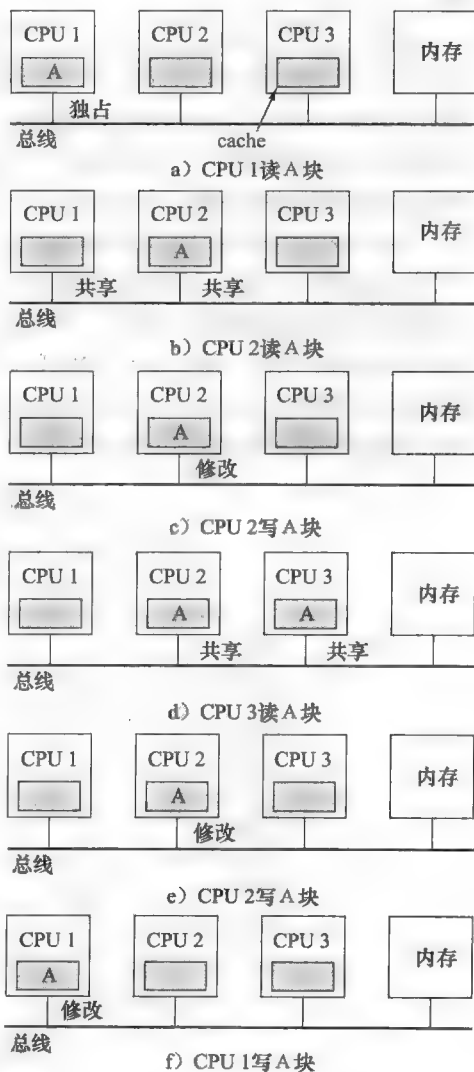 CPU 1 CPU 2 CPU 3 内存
A
独占
总线 cache
a）CPU 1读A块
CPU 1 CPU 2 CPU 3 内存
A
共享 共享
总线
b）CPU 2读A块
CPU 1 CPU 2 CPU 3 内存
A
修改
总线
c）CPU 2写A块
CPU 1 CPU 2 CPU 3 内存
A A
共享 共享
总线
d）CPU 3读A块
CPU 1 CPU 2 CPU 3 内存
A
修改
总线
e）CPU 2写A块
CPU 1 CPU 2 CPU 3 内存
A
修改
总线
f）CPU 1写A块